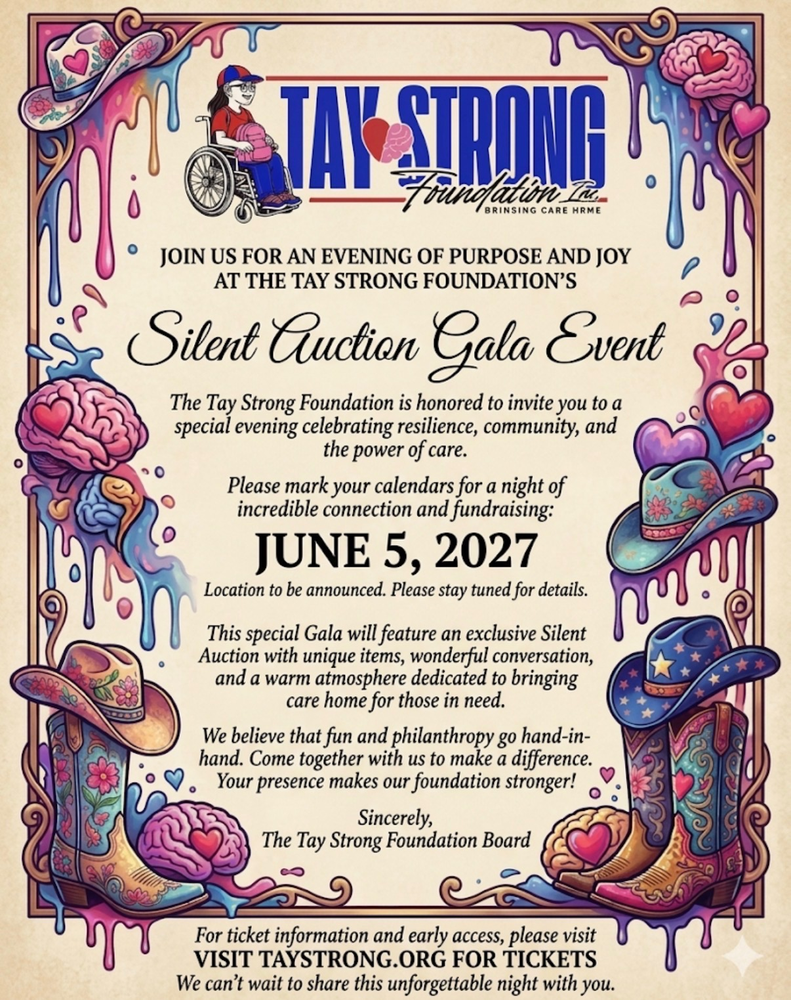 TAY STRONG
Foundation Inc.
BRINSING CARE HRME
JOIN US FOR AN EVENING OF PURPOSE AND JOY
AT THE TAY STRONG FOUNDATION'S
Silent Auction Gala Event
The Tay Strong Foundation is honored to invite you to a
special evening celebrating resilience, community, and
the power of care.
Please mark your calendars for a night of
incredible connection and fundraising:
JUNE 5, 2027
Location to be announced. Please stay tuned for details.
This special Gala will feature an exclusive Silent
Auction with unique items, wonderful conversation,
and a warm atmosphere dedicated to bringing
care home for those in need.
We believe that fun and philanthropy go hand-in-
hand. Come together with us to make a difference.
Your presence makes our foundation stronger!
Sincerely,
The Tay Strong Foundation Board
For ticket information and early access, please visit
VISIT TAYSTRONG.ORG FOR TICKETS
We can't wait to share this unforgettable night with you.